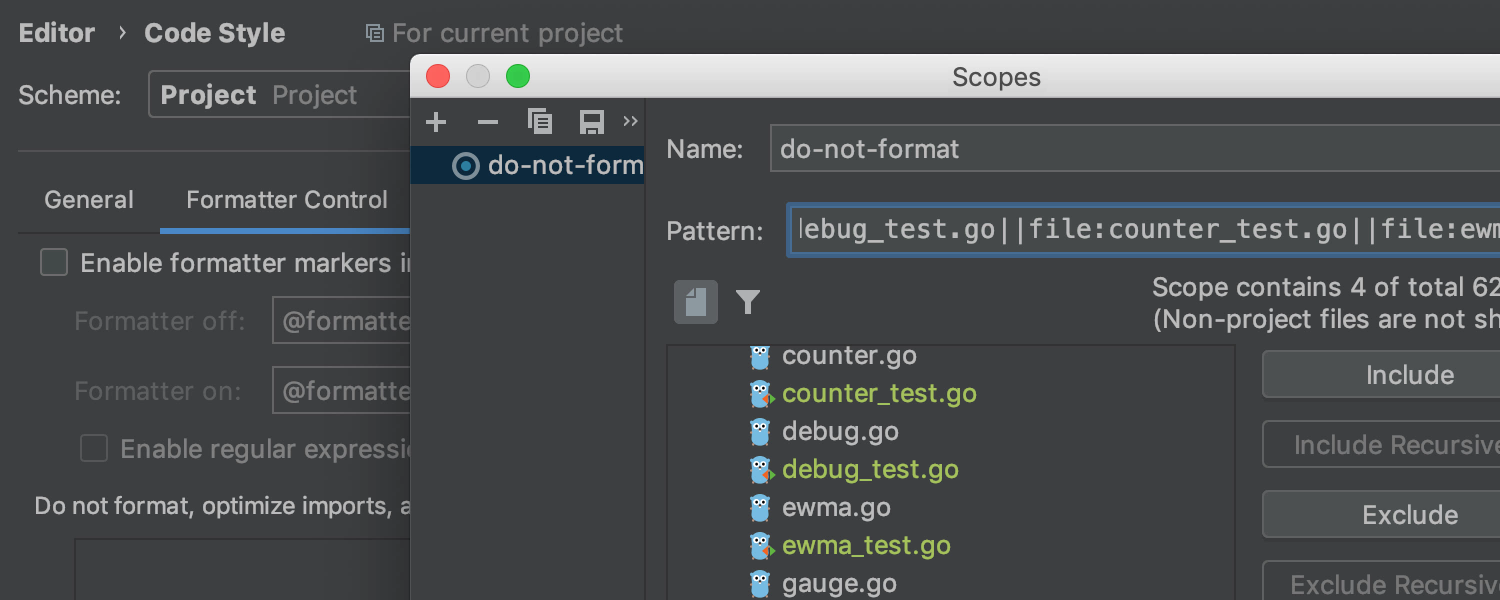 Editor › Code Style For current project
Scheme: Project Project
General Formatter Control
Enable formatter markers
Formatter off: @formatte
Formatter on: @formatte
Enable regular expressi
Do not format, optimize imports,
Scopes
»
do-not-form
Name: do-not-format
Pattern: ebug_test.go||file:counter_test.go||file:ewm
Scope contains 4 of total 62
(Non-project files are not sh
counter.go
counter_test.go
debug.go
debug_test.go
ewma.go
ewma_test.go
gauge.go
Include
Include Recursive
Exclude
Exclude Recursive